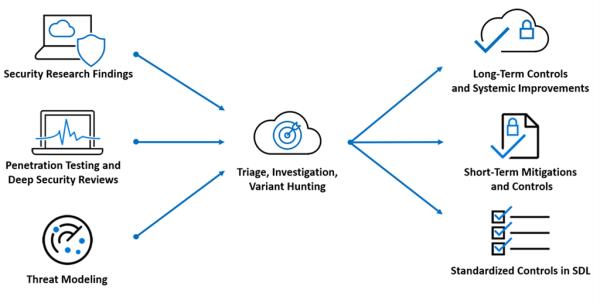 Security Research Findings
Penetration Testing and
Deep Security Reviews
Threat Modeling
Triage, Investigation,
Variant Hunting
Long-Term Controls
and Systemic Improvements
Short-Term Mitigations
and Controls
Standardized Controls in SDL